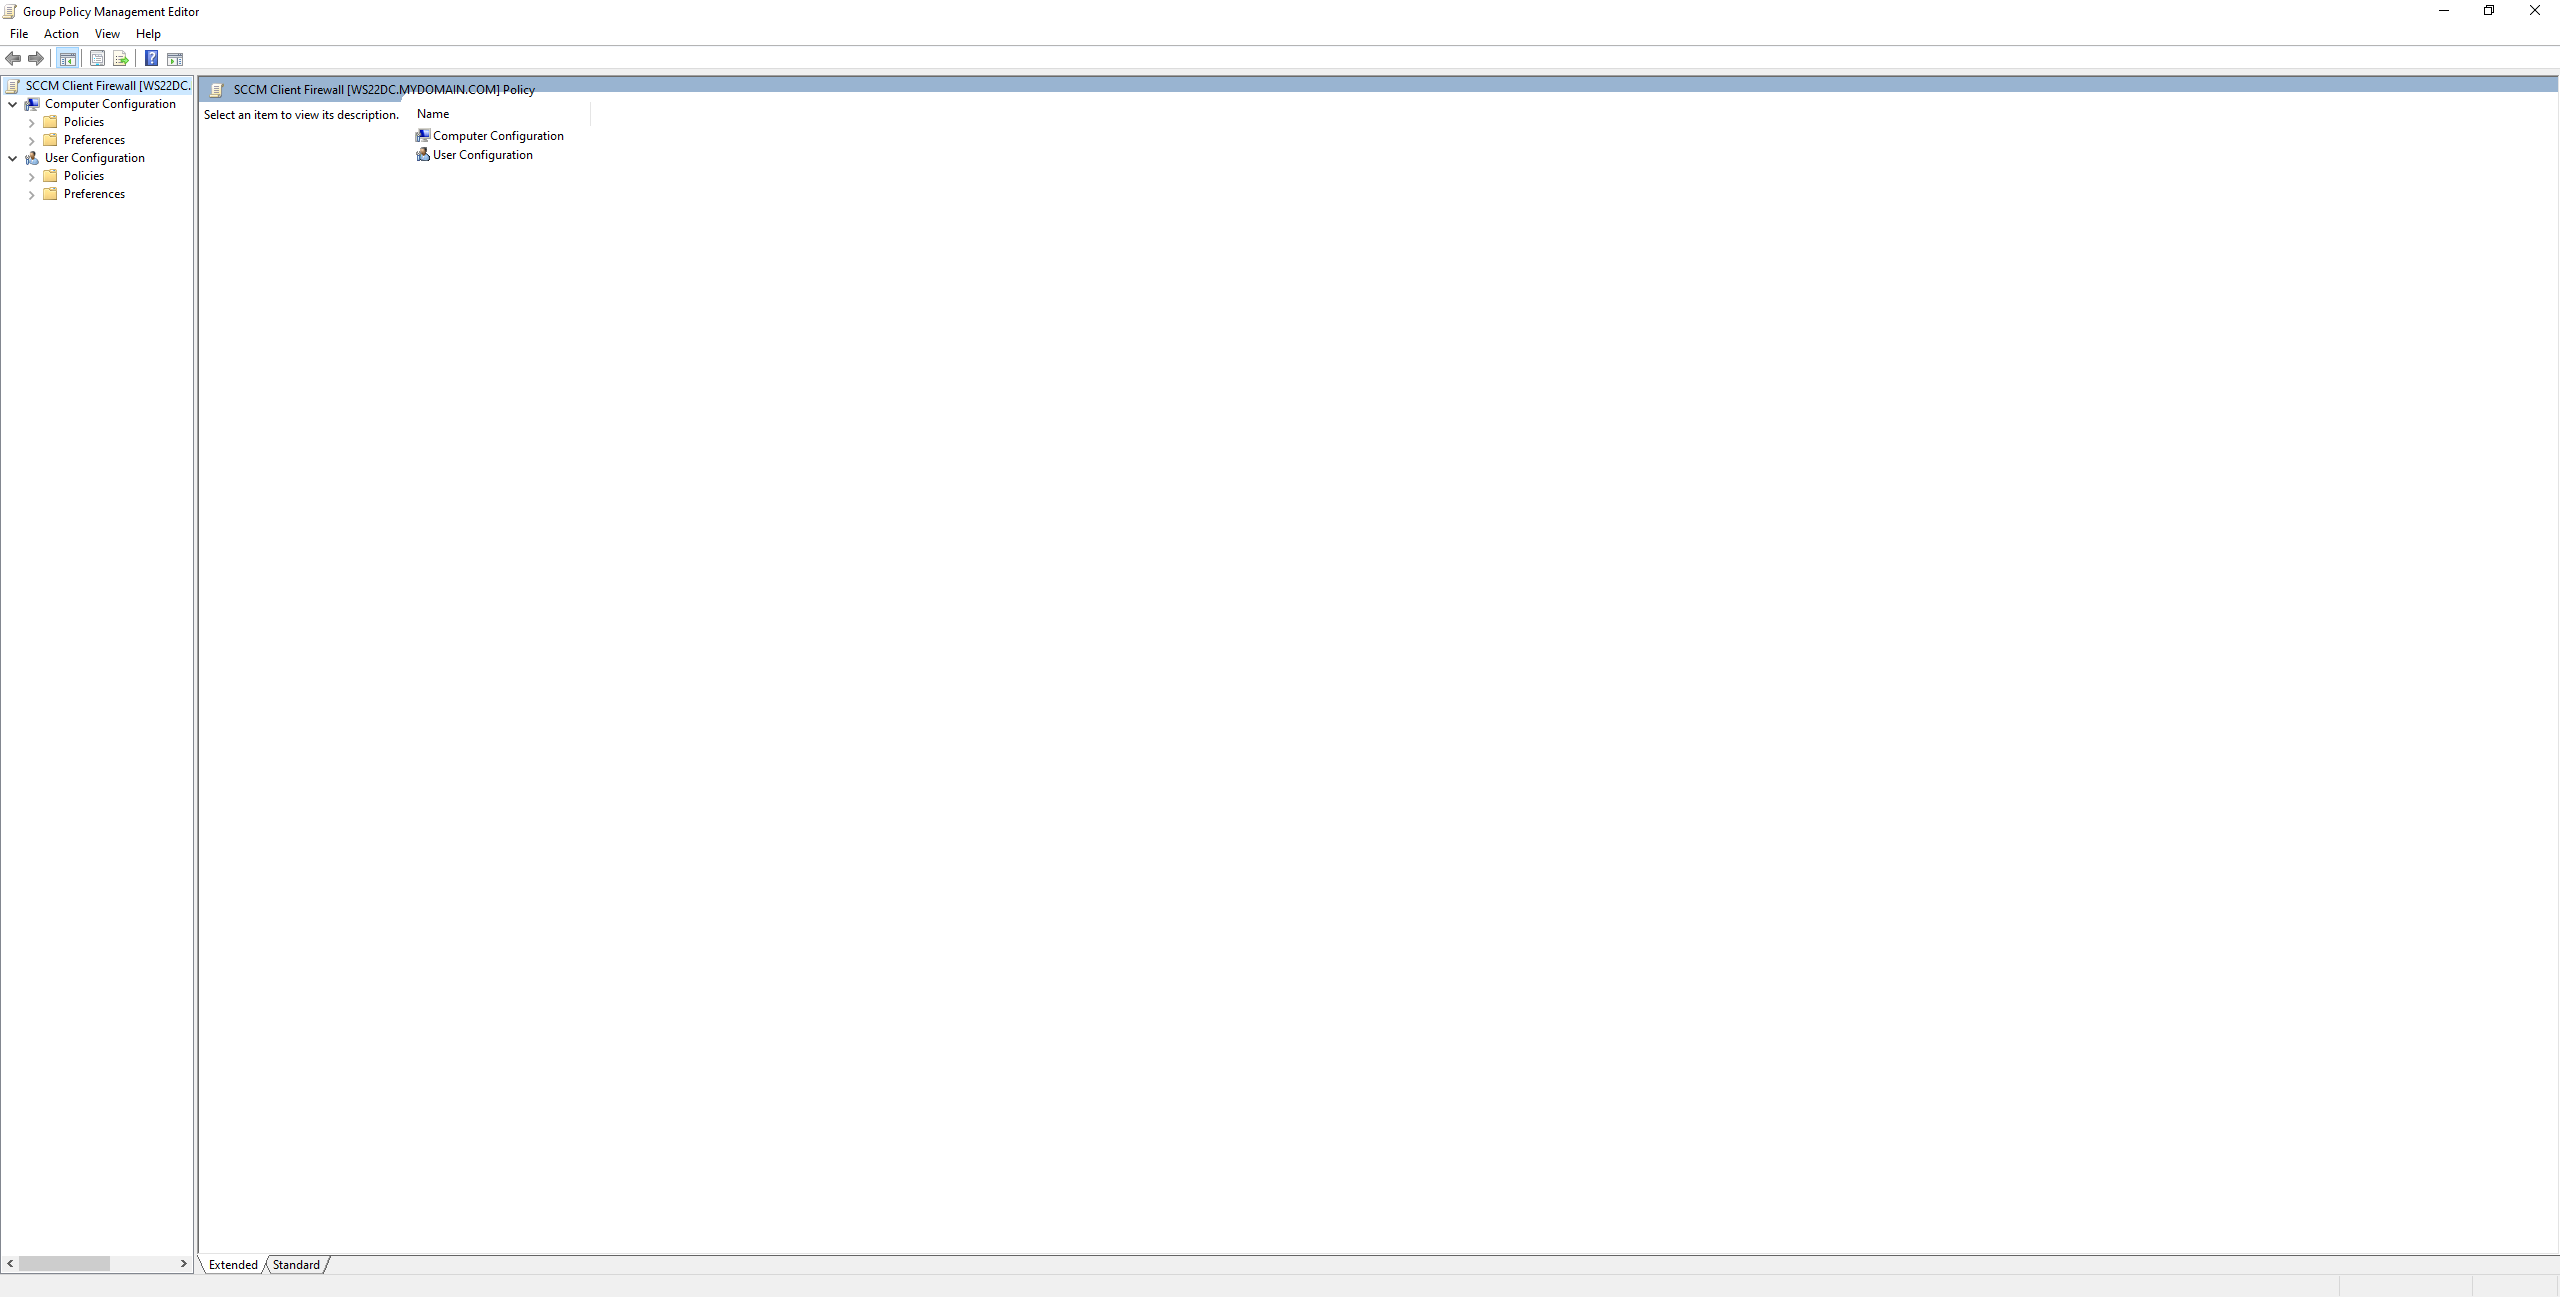 Group Policy Management Editor
File Action View Help
SCCM Client Firewall [WS22DC.
Computer Configuration
Policies
Preferences
User Configuration
Policies
Preferences
SCCM Client Firewall [WS22DC.MYDOMAIN.COM] Policy
Select an item to view its description.
Name
Computer Configuration
User Configuration
Extended Standard